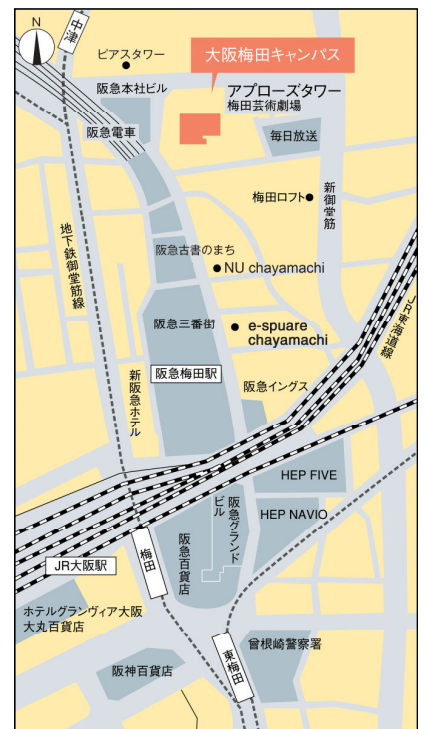 N
中津
ピアスタワー
大阪梅田キャンパス
阪急本社ビル
アプローズタワー
梅田芸術劇場
阪急電車
毎日放送
新御堂筋
梅田ロフト
地下鉄御堂筋線
阪急古書のまち
NU chayamachi
JR東海道線
阪急三番街
e-spuare
chayamachi
阪急梅田駅
新阪急ホテル
阪急イングス
HEP FIVE
阪急グランド
ビル
HEP NAVIO
梅田
阪急百貨店
JR大阪駅
ホテルグランヴィア大阪
大丸百貨店
東梅田
曾根崎警察署
阪神百貨店